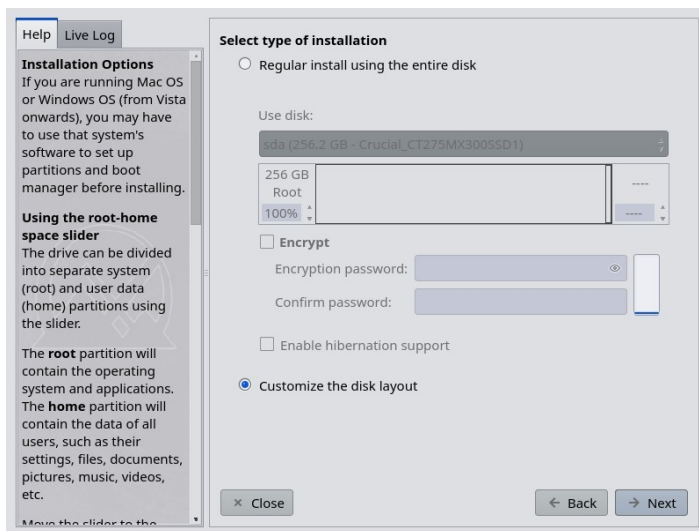 Help
Live Log
Installation Options
If you are running Mac OS
or Windows OS (from Vista
onwards), you may have
to use that system's
software to set up
partitions and boot
manager before installing.
Using the root-home
space slider
The drive can be divided
into separate system
(root) and user data
(home) partitions using
the slider.
The root partition will
contain the operating
system and applications.
The home partition will
contain the data of all
users, such as their
settings, files, documents,
pictures, music, videos,
etc.
Move the slider to the
Select type of installation
Regular install using the entire disk
Use disk:
sda (256.2 GB - Crucial_CT275MX300SSD1)
256 GB
Root
100%
----
----
Encrypt
Encryption password:
Confirm password:
Enable hibernation support
Customize the disk layout
Close
Back
Next